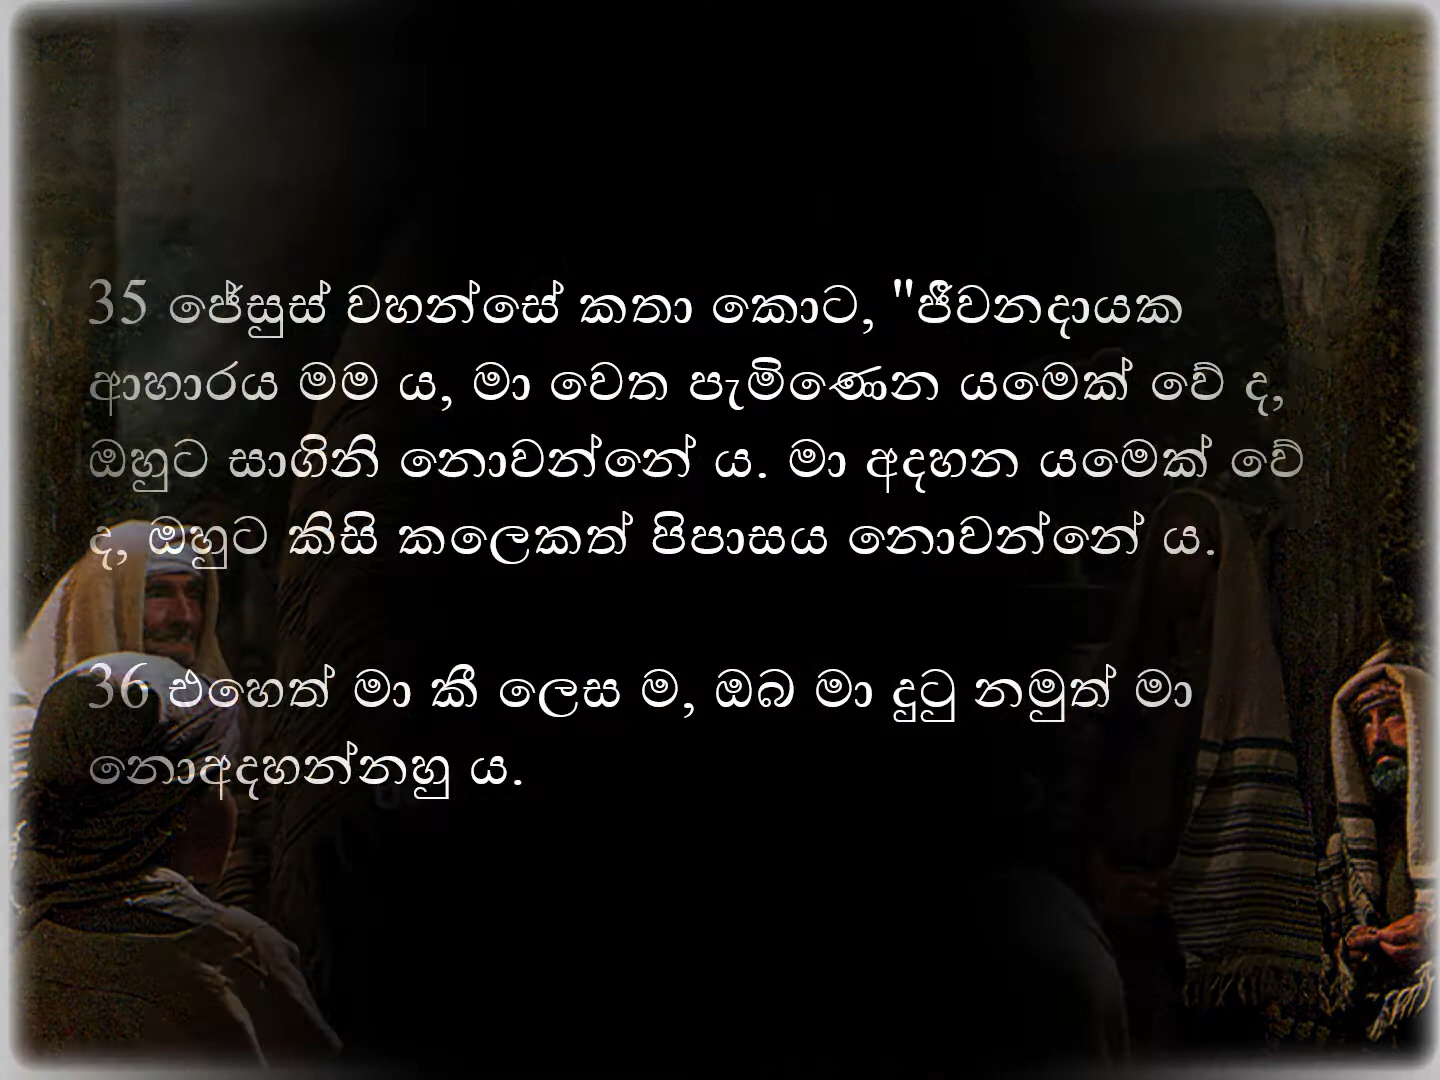 35 ජේසුස් වහන්සේ කතා කොට, "ජීවනදායක
ආහාරය මම ය, මා වෙත පැමිණෙන යමෙක් වේ ද,
ඔහුට සාගිනි නොවන්නේ ය. මා අදහන යමෙක් වේ
ද, ඔහුට කිසි කලෙකත් පිපාසය නොවන්නේ ය.
36 එහෙත් මා කී ලෙස ම, ඔබ මා දුටු නමුත් මා
නොඅදහන්නහු ය.